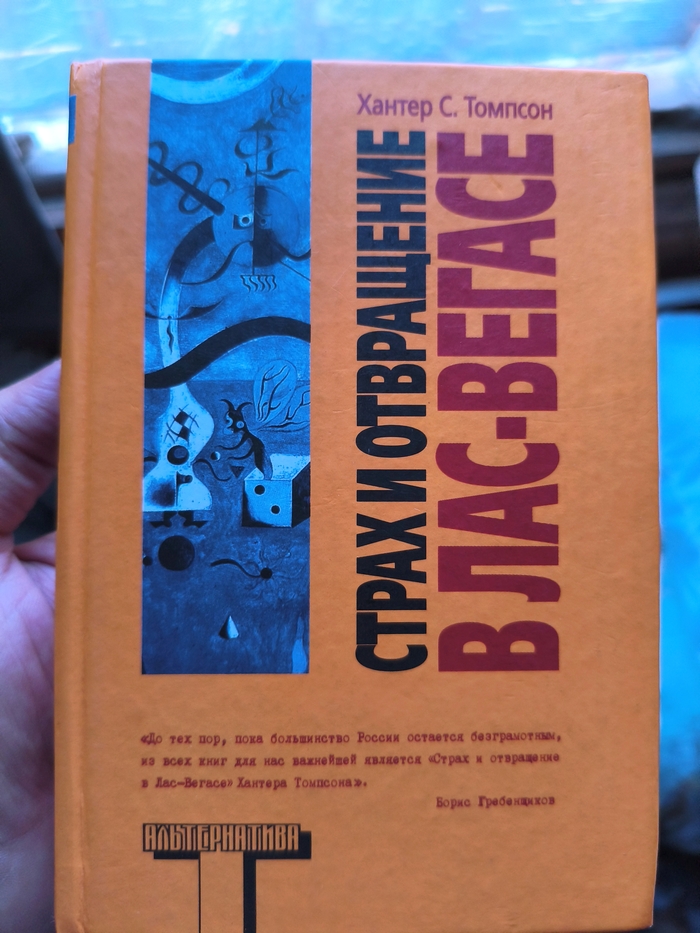 Хантер С. Томпсон
СТРАХ И ОТВРАЩЕНИЕ
В ЛАС-ВЕГАСЕ
«До тех пор, пока большинство России остается безграмотным,
из всех книг для нас важнейшей является «Страх и отвращение
в Лас-Вегасе» Хантера Томпсона».
Борис Гребенщиков
АЛЬТЕРНАТИВА